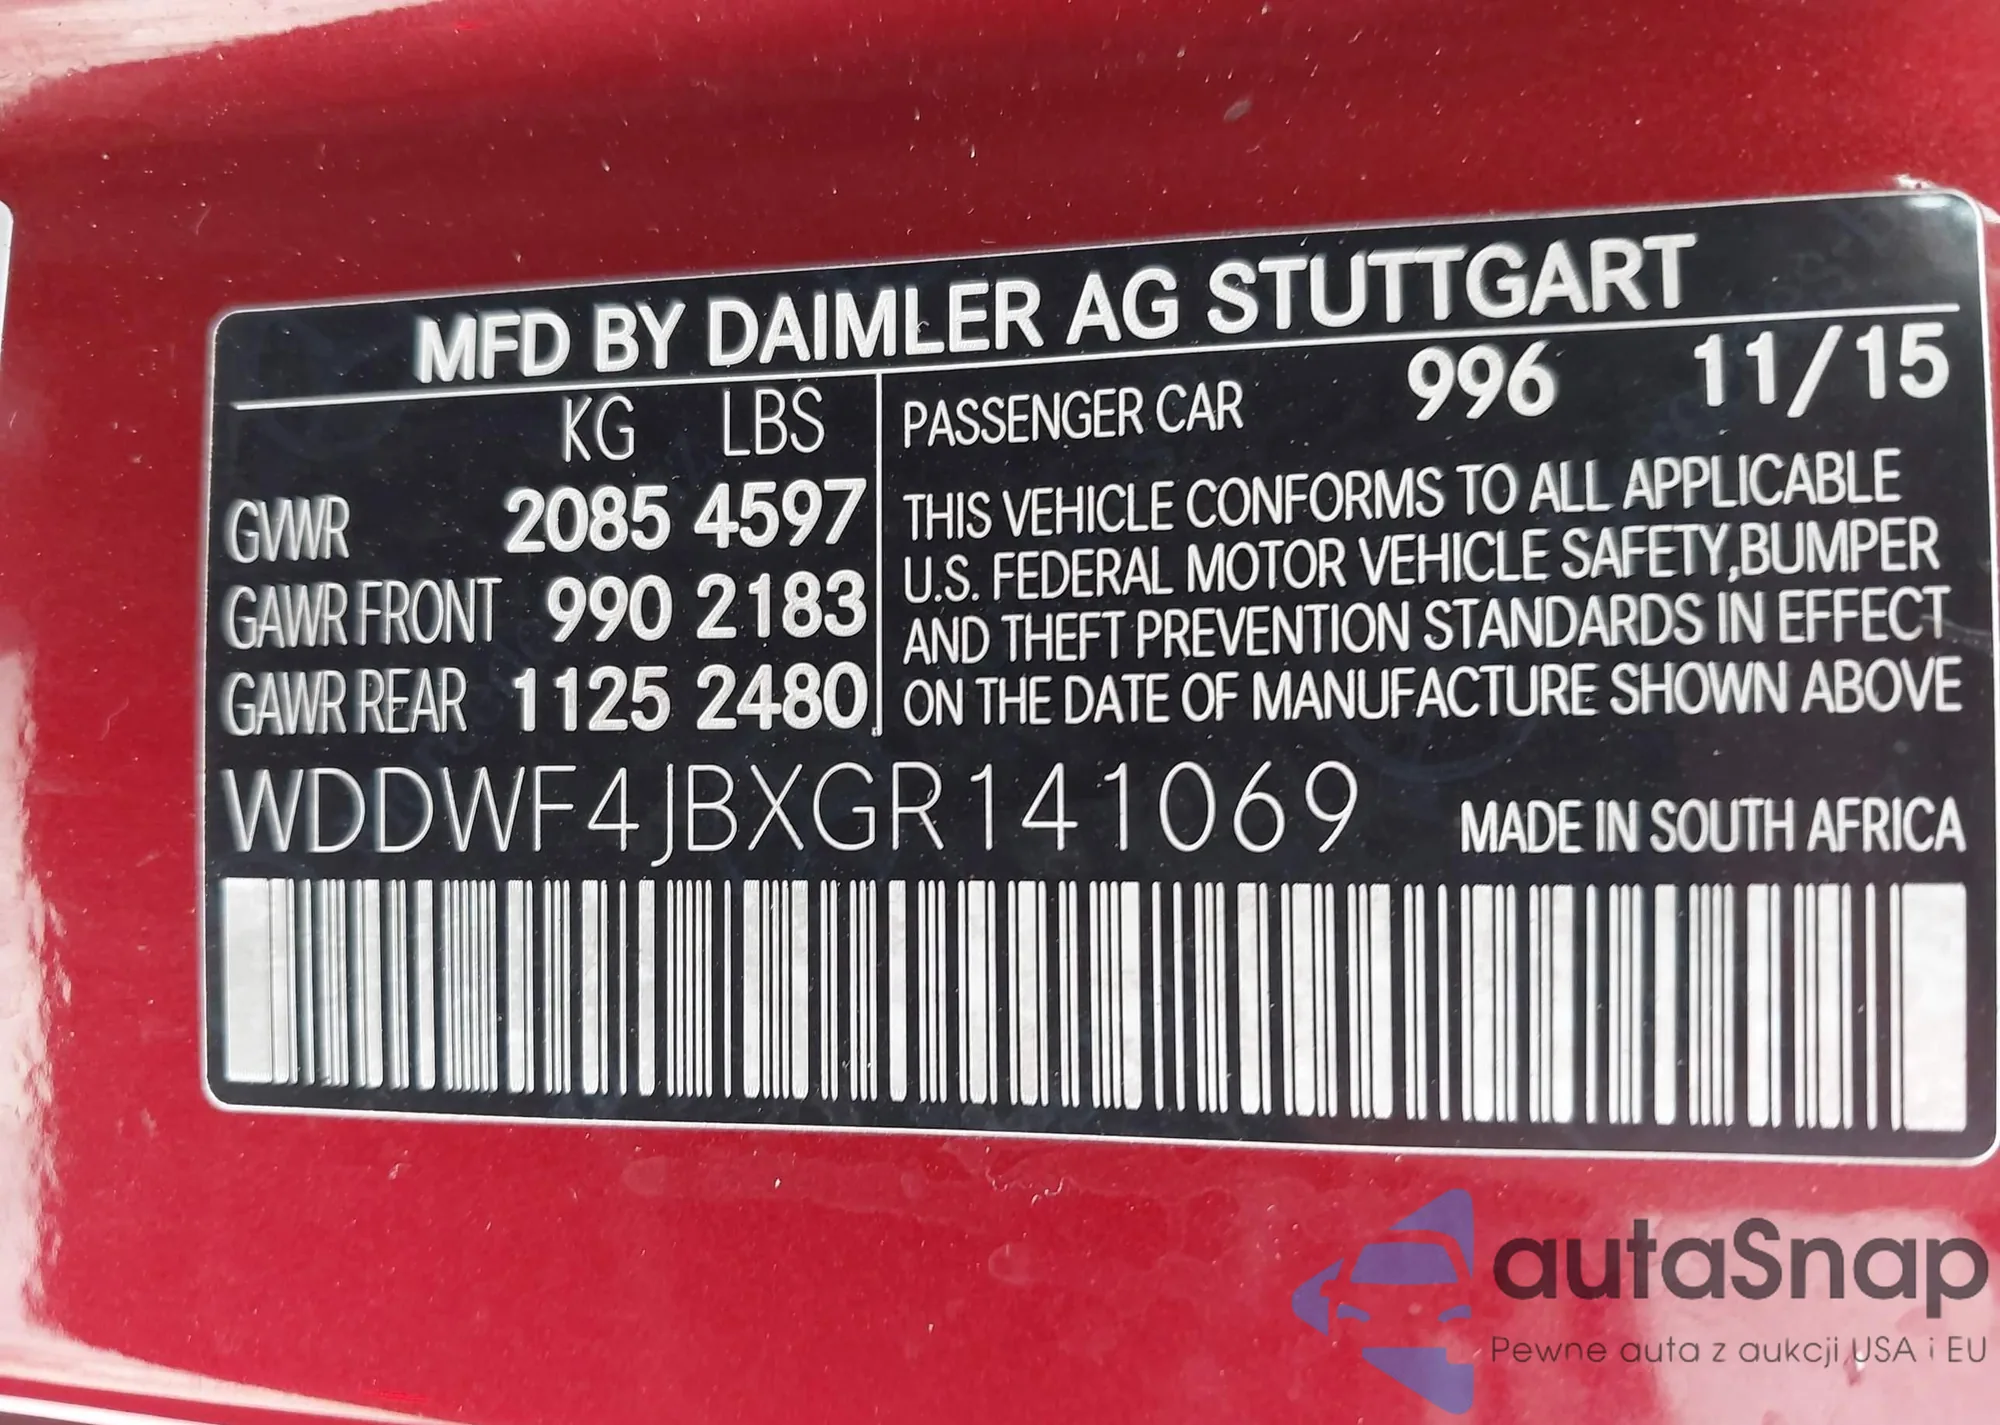 MFD BY DAIMLER AG STUTTGART
KG LBS
GVWR 2085 4597
GAWR FRONT 990 2183
GAWR REAR 1125 2480
PASSENGER CAR 996 11/15
THIS VEHICLE CONFORMS TO ALL APPLICABLE
U.S. FEDERAL MOTOR VEHICLE SAFETY,BUMPER
AND THEFT PREVENTION STANDARDS IN EFFECT
ON THE DATE OF MANUFACTURE SHOWN ABOVE
WDDWF4JBXGR141069 MADE IN SOUTH AFRICA
autaSnap
Pewne auta z aukcji USA i EU